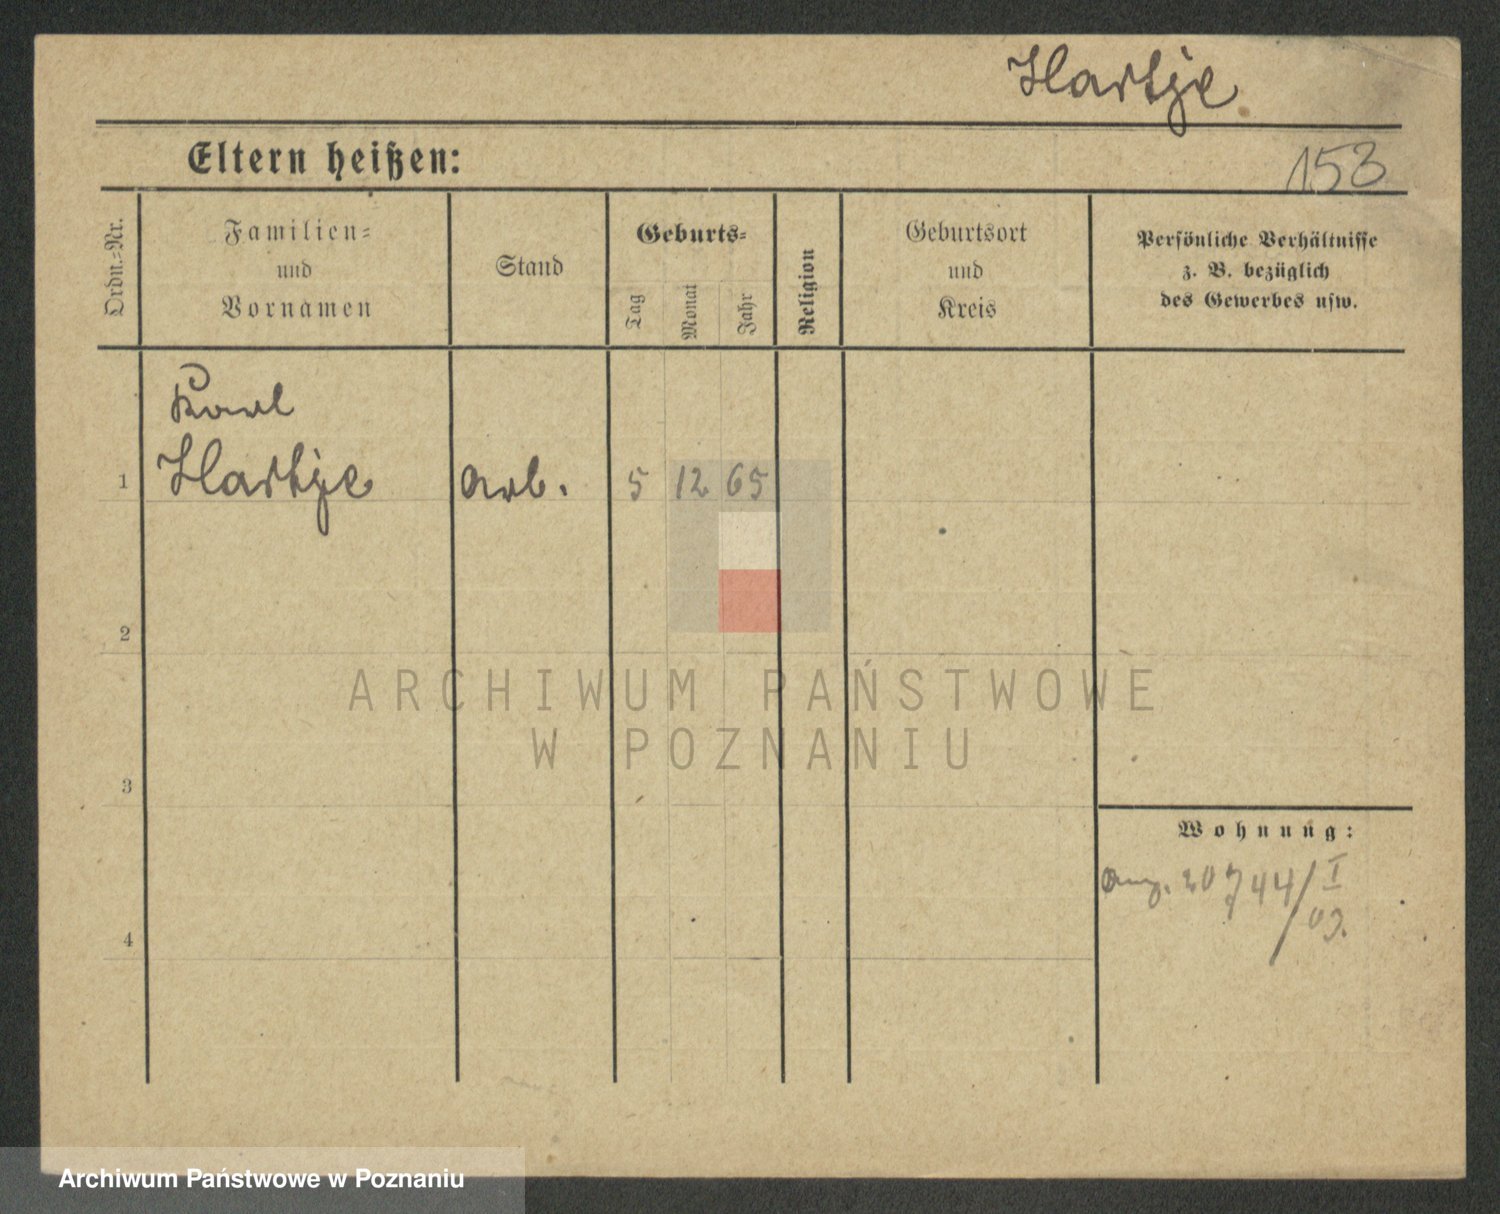 Hartje
Eltern heißen:
153
Ordn.-Nr.
Familien-
und
Vornamen
Stand
Geburts-
Tag
Monat
Jahr
Religion
Geburtsort
und
Kreis
Persönliche Verhältnisse
z. B. bezüglich
des Gewerbes usw.
Karl
1 Hartje Arb. 5 12 65
2
3
4
Wohnung:
20744/I
03.
ARCHIWUM PAŃSTWOWE
W POZNANIU
Archiwum Państwowe w Poznaniu